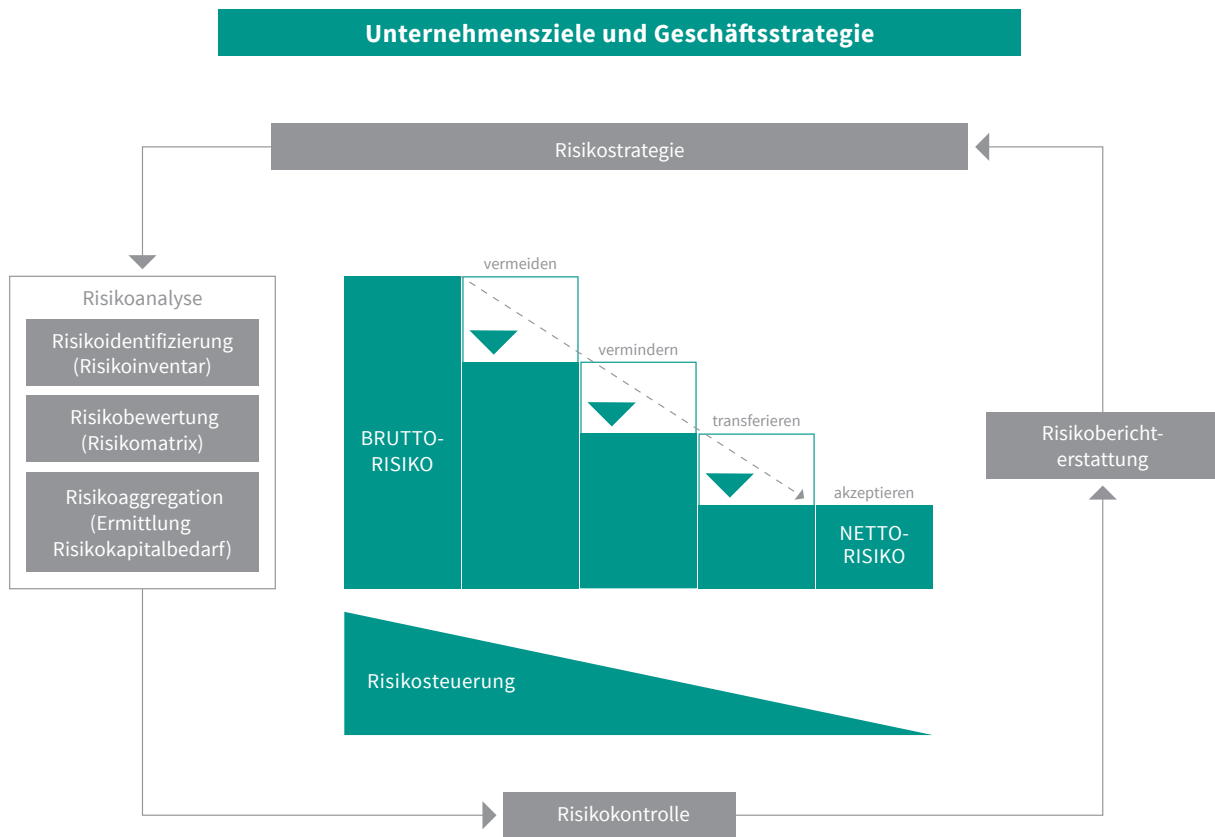 Unternehmensziele und Geschäftsstrategie
Risikostrategie
Risikoanalyse
Risikoidentifizierung
(Risikoinventar)
Risikobewertung
(Risikomatrix)
Risikoaggregation
(Ermittlung
Risikokapitalbedarf)
vermeiden
vermindern
transferieren
akzeptieren
BRUTTO-
RISIKO
NETTO-
RISIKO
Risikobericht-
erstattung
Risikosteuerung
Risikokontrolle